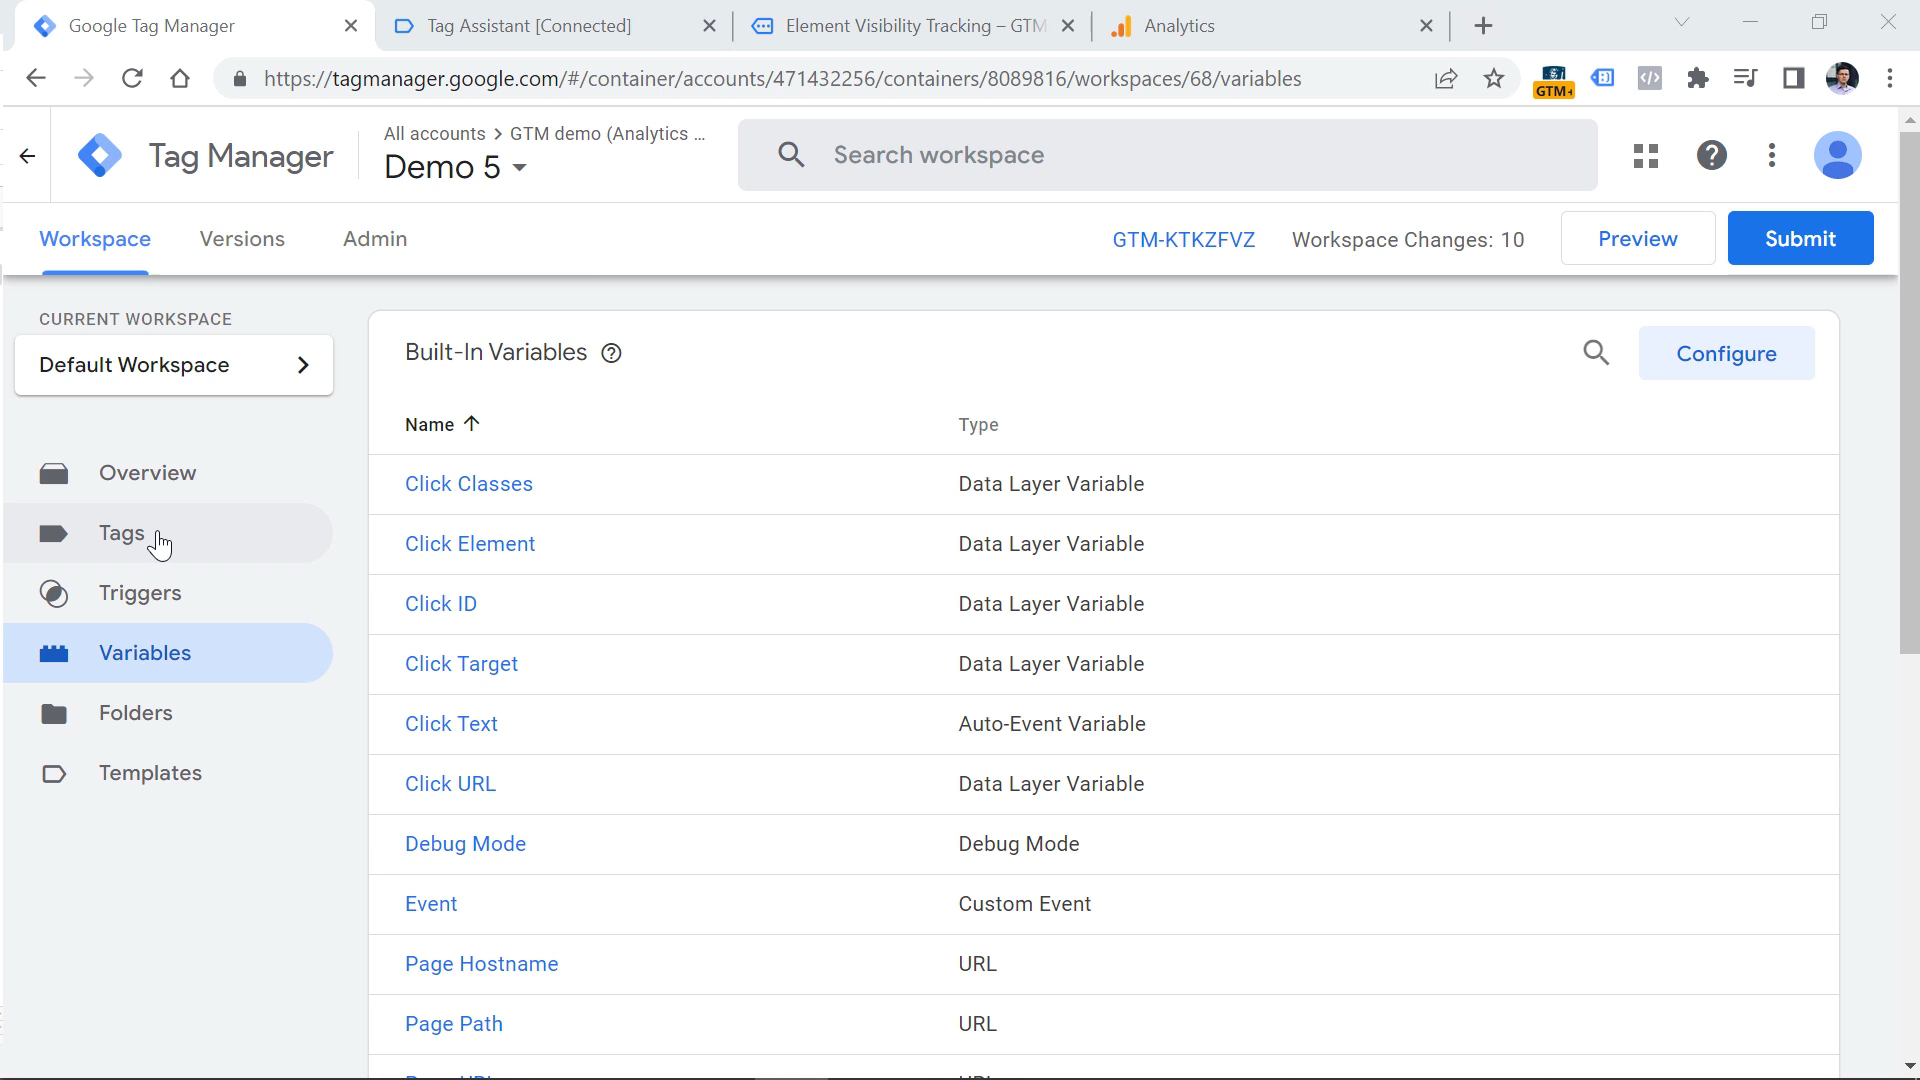 Google Tag Manager
Tag Assistant [Connected]
Element Visibility Tracking – GTM
Analytics
https://tagmanager.google.com/#/container/accounts/471432256/containers/8089816/workspaces/68/variables
GTM+
Tag Manager
All accounts > GTM demo (Analytics ...
Demo 5
Search workspace
Workspace
Versions
Admin
GTM-KTKZFVZ
Workspace Changes: 10
Preview
Submit
CURRENT WORKSPACE
Default Workspace
Overview
Tags
Triggers
Variables
Folders
Templates
Built-In Variables
Configure
Name
Type
Click Classes
Data Layer Variable
Click Element
Data Layer Variable
Click ID
Data Layer Variable
Click Target
Data Layer Variable
Click Text
Auto-Event Variable
Click URL
Data Layer Variable
Debug Mode
Debug Mode
Event
Custom Event
Page Hostname
URL
Page Path
URL